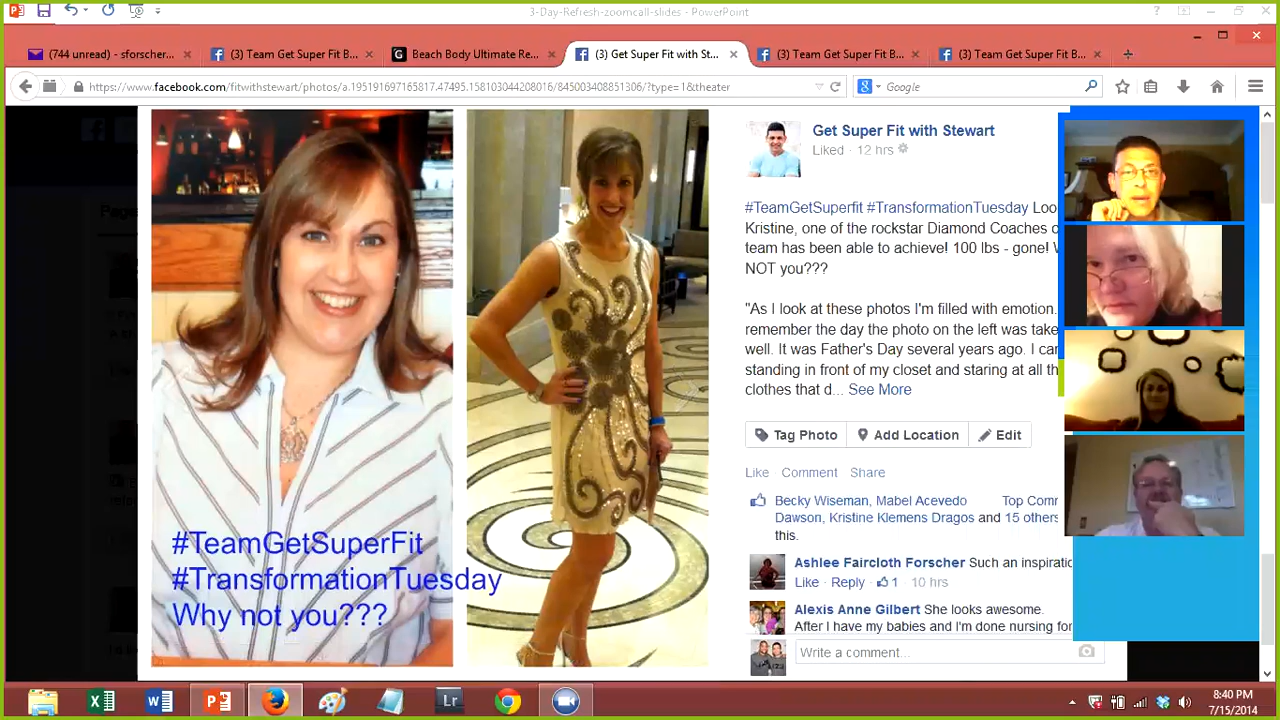 3-Day-Refresh-zoomcall-slides - PowerPoint
(744 unread) - sforscher...
(3) Team Get Super Fit B...
Beach Body Ultimate Re...
(3) Get Super Fit with St...
(3) Team Get Super Fit B...
(3) Team Get Super Fit B...
https://www.facebook.com/fitwithstewart/photos/a.195191697165817.47495.158103044208016/845003408851306/?type=1&theater
Google
Get Super Fit with Stewart
Liked · 12 hrs
#TeamGetSuperfit #TransformationTuesday Loo
Kristine, one of the rockstar Diamond Coaches o
team has been able to achieve! 100 lbs - gone! W
NOT you???
"As I look at these photos I'm filled with emotion.
remember the day the photo on the left was take
well. It was Father's Day several years ago. I car
standing in front of my closet and staring at all th
clothes that d... See More
Tag Photo
Add Location
Edit
Like Comment Share
Becky Wiseman, Mabel Acevedo
Dawson, Kristine Klemens Dragos and 15 others
this.
Top Comm
Ashlee Faircloth Forscher Such an inspiratio
Like · Reply · 1 · 10 hrs
Alexis Anne Gilbert She looks awesome.
After I have my babies and I'm done nursing for
Write a comment...
#TeamGetSuperFit
#TransformationTuesday
Why not you???
Lr
8:40 PM
7/15/2014